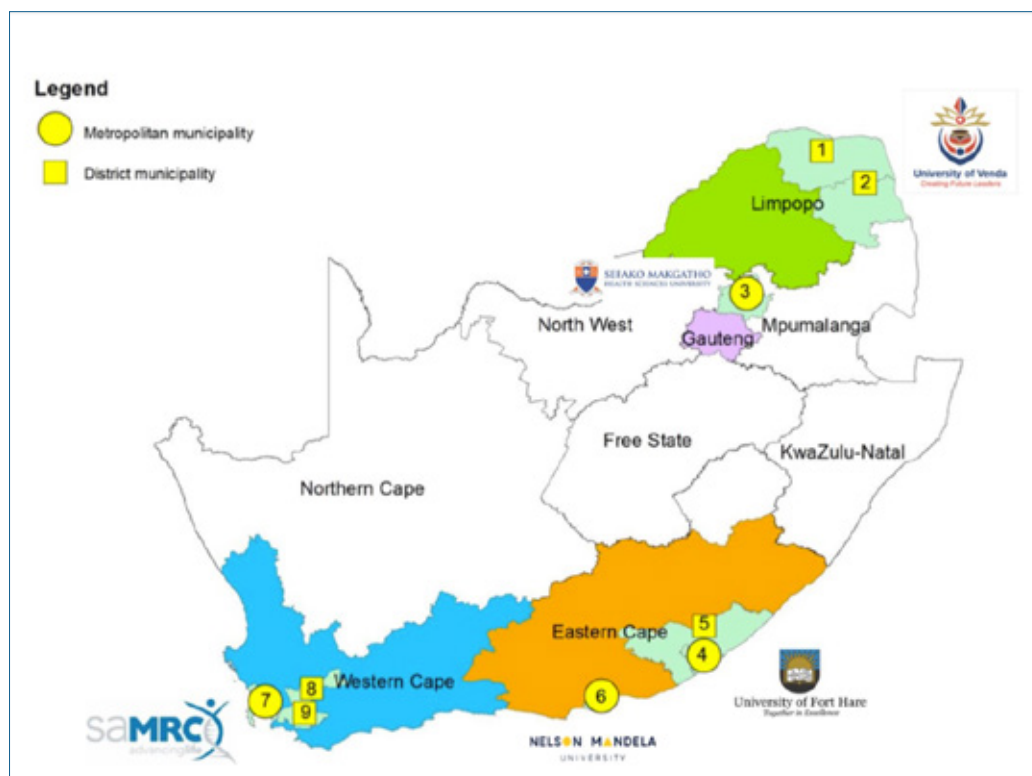 Legend
Metropolitan municipality
District municipality
1
2
University of Venda
Creating Future Leaders
Limpopo
SEFAKO MAKGATHO
HEALTH SCIENCES UNIVERSITY
3
North West
Mpumalanga
Gauteng
Free State
KwaZulu-Natal
Northern Cape
Eastern Cape
5
4
Western Cape
6
7
8
9
saMRC
advancinglife
University of Fort Hare
Together in Excellence
NELSON MANDELA
UNIVERSITY